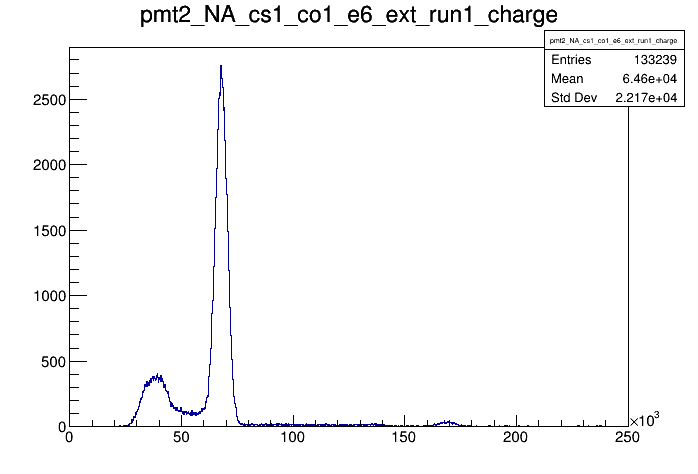 pmt2_NA_cs1_co1_e6_ext_run1_charge
pmt2_NA_cs1_co1_e6_ext_run1_charge
Entries 133239
Mean 6.46e+04
Std Dev 2.217e+04
2500
2000
1500
1000
500
0
0 50 100 150 200 250
×10³